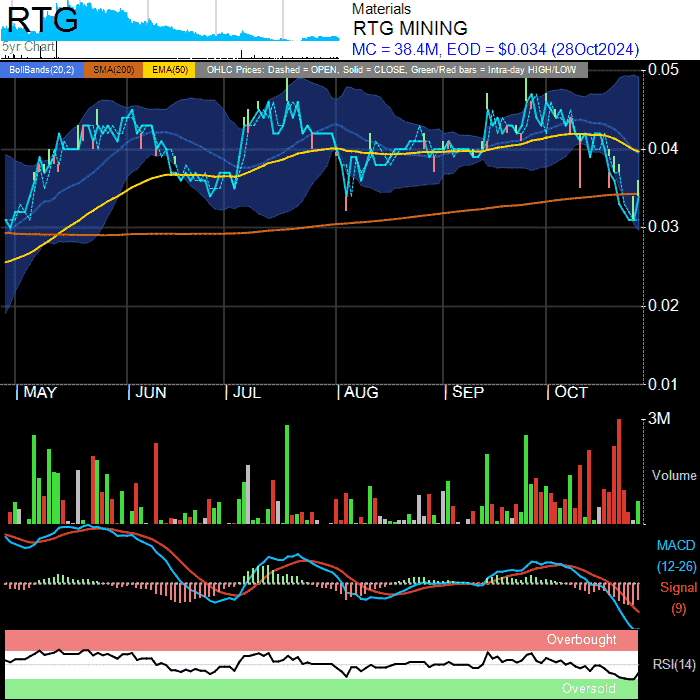 RTG
5yr Chart
Materials
RTG MINING
MC = 38.4M, EOD = $0.034 (28Oct2024)
BollBands(20,2) SMA(200) EMA(50) OHLC Prices: Dashed = OPEN, Solid = CLOSE, Green/Red bars = Intra-day HIGH/LOW
0.05
0.04
0.03
0.02
0.01
MAY JUN JUL AUG SEP OCT
3M
Volume
MACD
(12-26)
Signal
(9)
Overbought
RSI(14)
Oversold